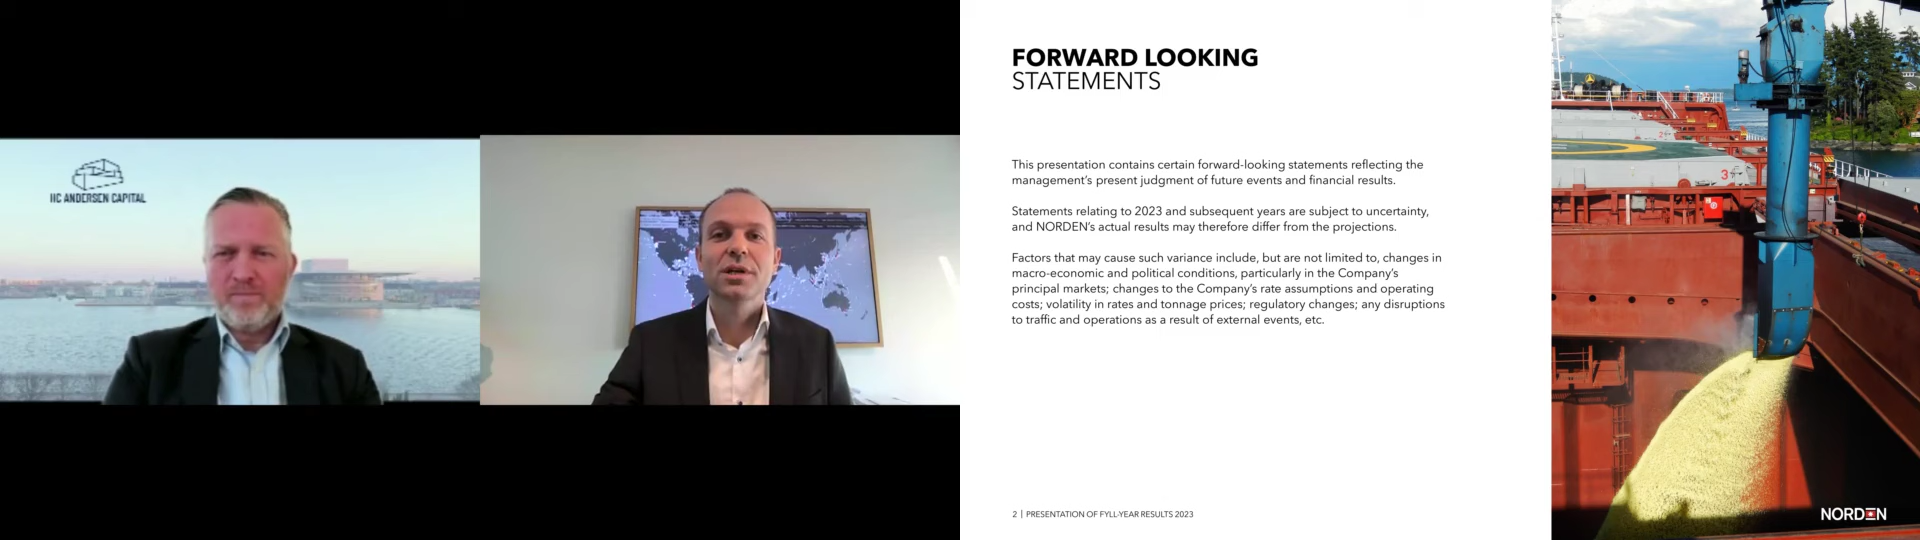 HC ANDERSEN CAPITAL
FORWARD LOOKING
STATEMENTS
This presentation contains certain forward-looking statements reflecting the
management's present judgment of future events and financial results.
Statements relating to 2023 and subsequent years are subject to uncertainty,
and NORDEN's actual results may therefore differ from the projections.
Factors that may cause such variance include, but are not limited to, changes in
macro-economic and political conditions, particularly in the Company's
principal markets; changes to the Company's rate assumptions and operating
costs; volatility in rates and tonnage prices; regulatory changes; any disruptions
to traffic and operations as a result of external events, etc.
2 | PRESENTATION OF FYLL-YEAR RESULTS 2023
3
NORDEN